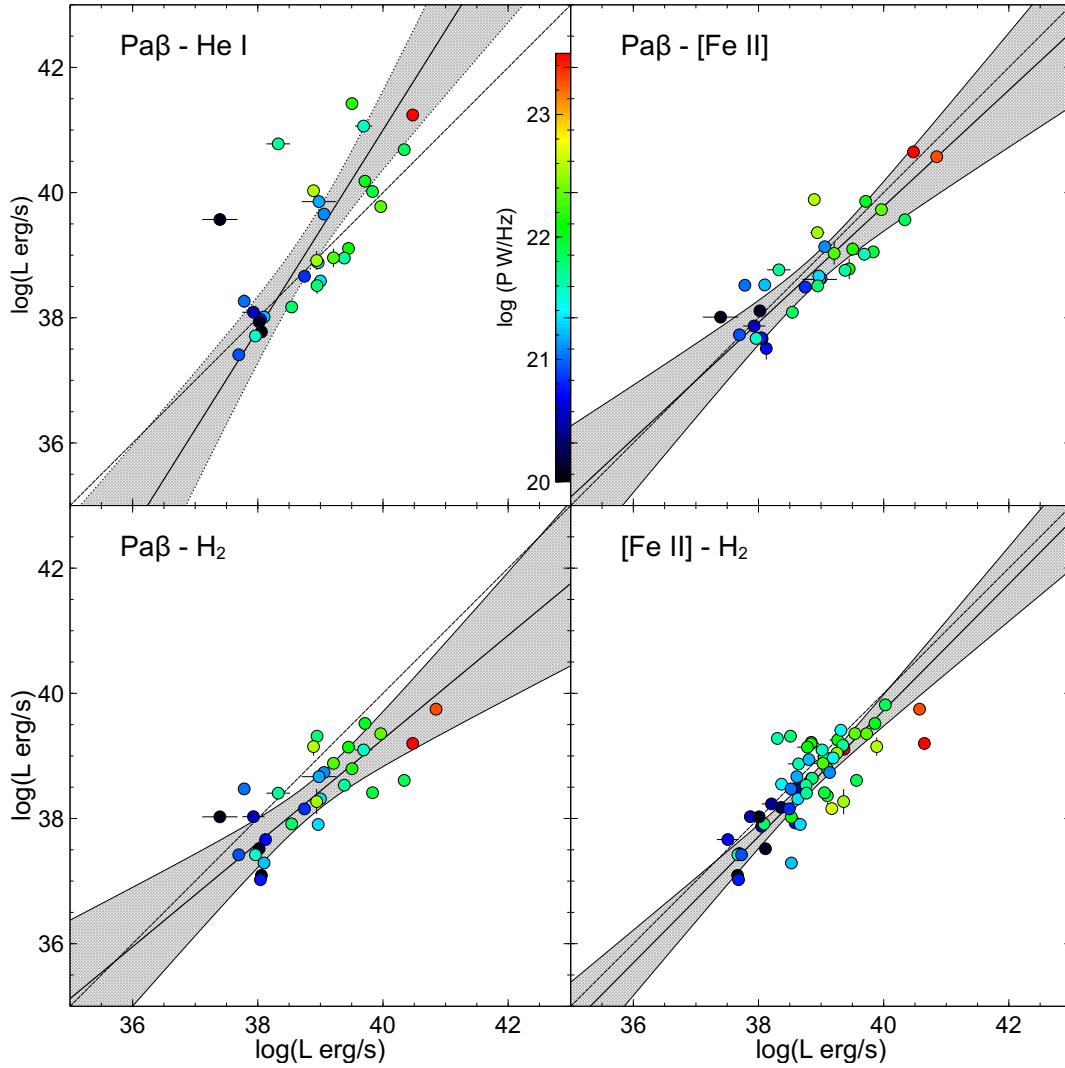 Paβ - He I
Paβ - [Fe II]
42
40
38
36
log(L erg/s)
23
22
21
20
log (P W/Hz)
Paβ - H₂
[Fe II] - H₂
42
40
38
36
log(L erg/s)
36 38 40 42
36 38 40 42
log(L erg/s)
log(L erg/s)